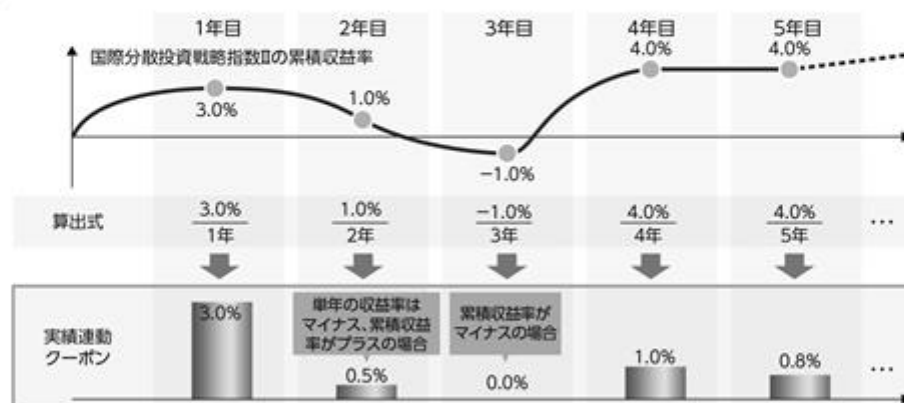 1年目 2年目 3年目 4年目 5年目
国際分散投資戦略指数Ⅱの累積収益率
3.0% 1.0% −1.0% 4.0% 4.0%
算出式 3.0% 1.0% −1.0% 4.0% 4.0% …
1年 2年 3年 4年 5年
実績連動
クーポン
3.0%
単年の収益率は
マイナス、累積収益
率がプラスの場合
0.5%
累積収益率が
マイナスの場合
0.0%
1.0%
0.8%
…